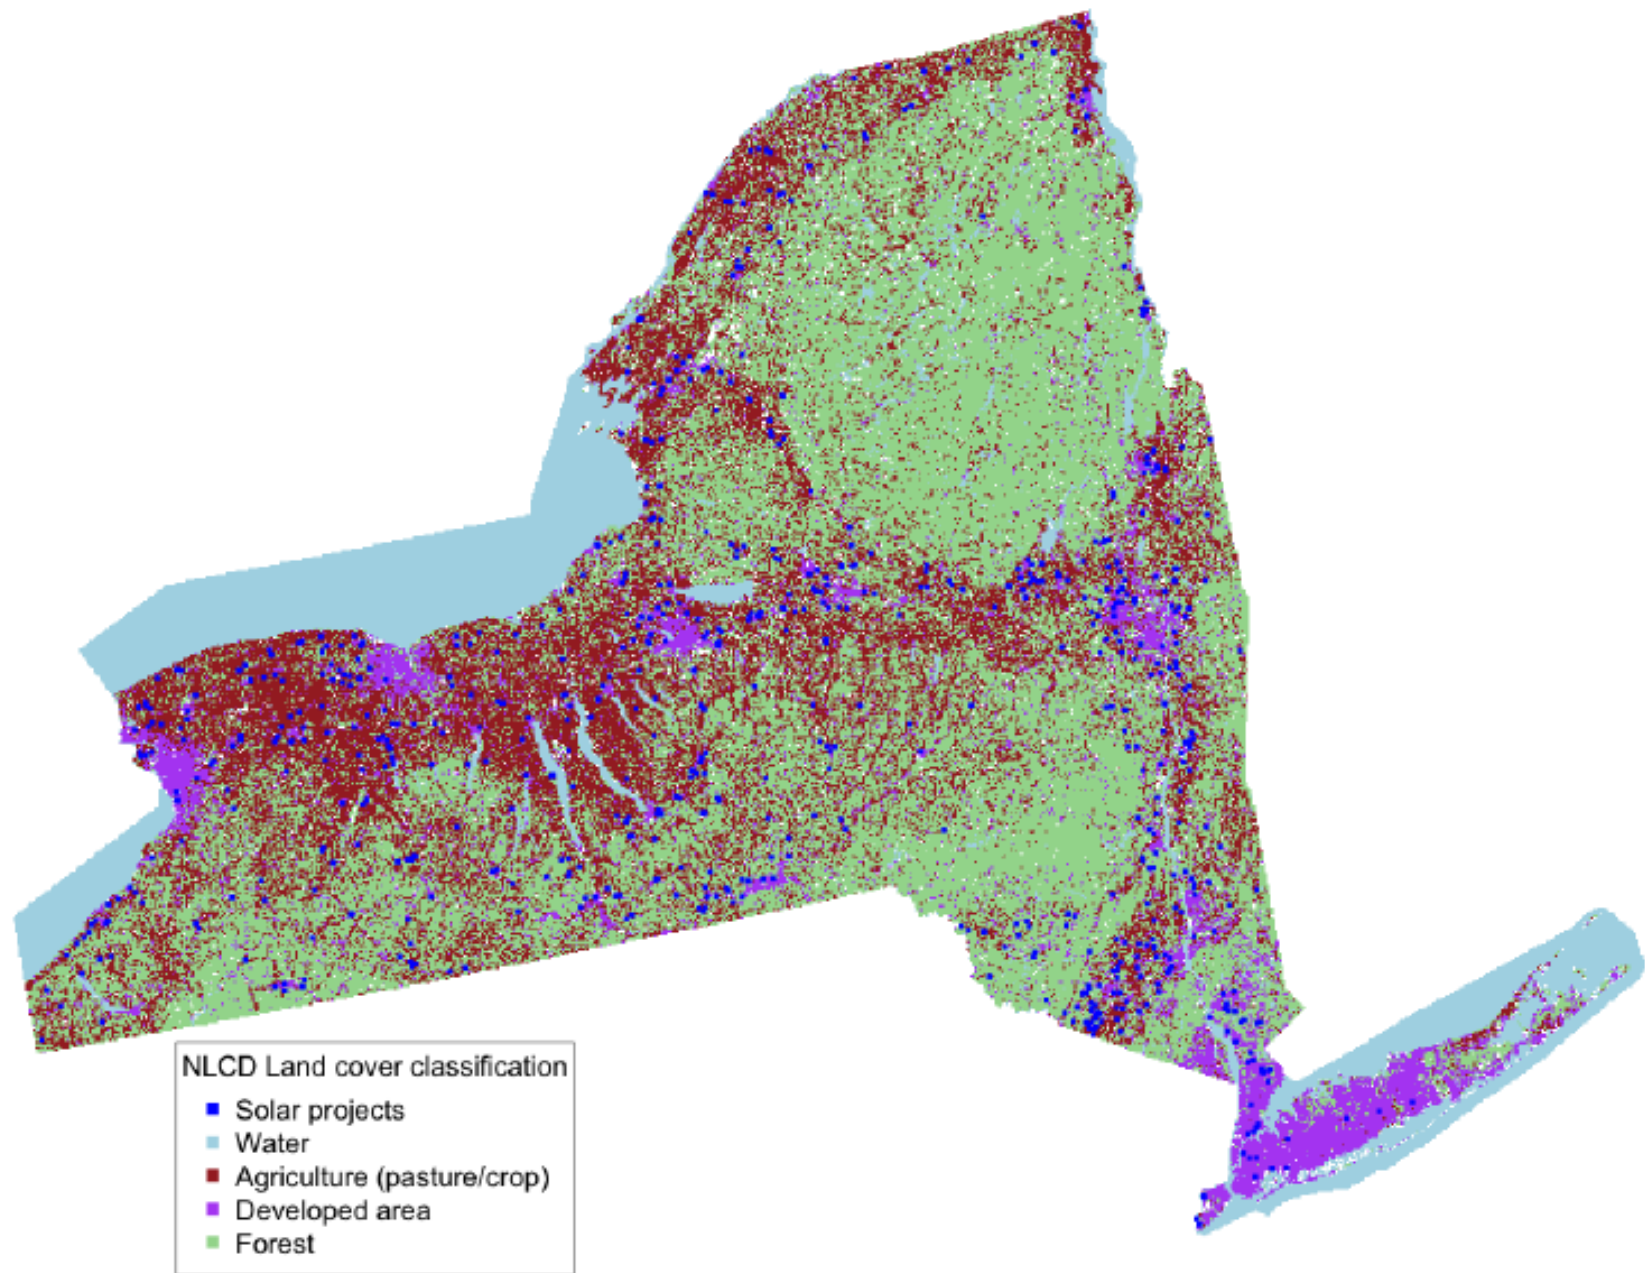 NLCD Land cover classification
Solar projects
Water
Agriculture (pasture/crop)
Developed area
Forest